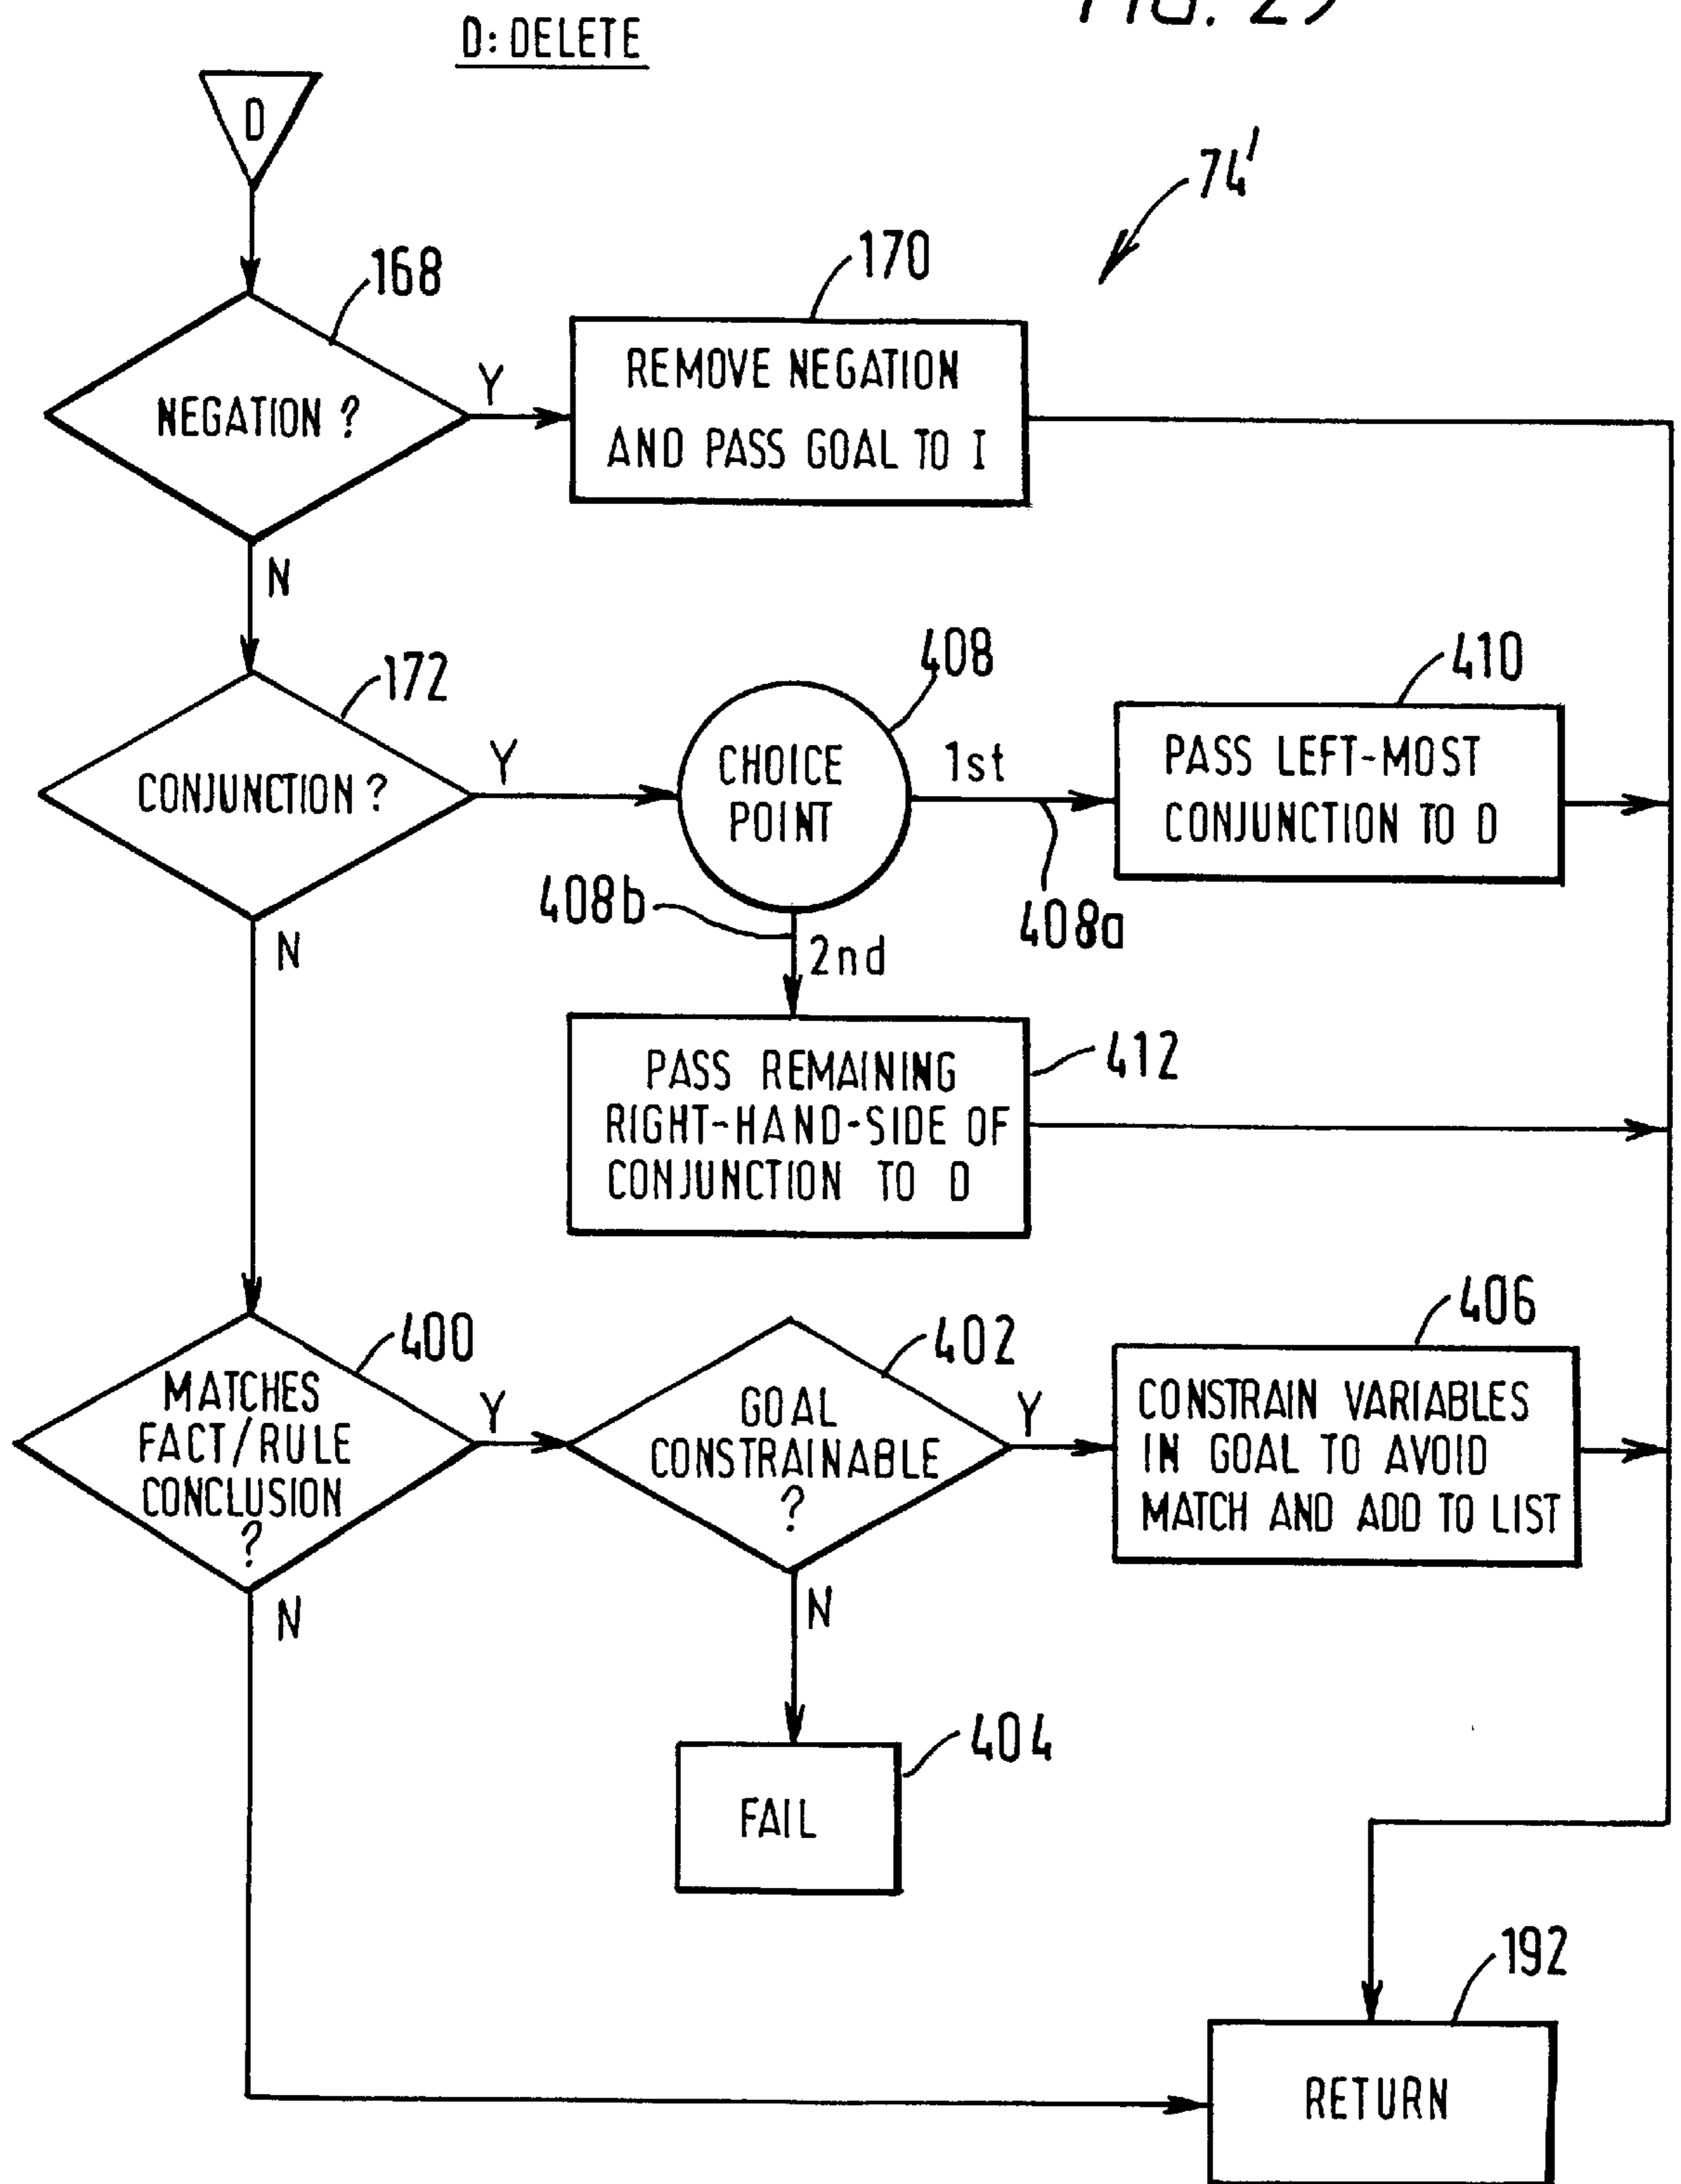 FIG. 29
D: DELETE
D
74'
168
170
NEGATION ?
Y
REMOVE NEGATION
AND PASS GOAL TO I
N
172
408
410
CONJUNCTION ?
Y
CHOICE
POINT
1st
PASS LEFT-MOST
CONJUNCTION TO D
408b
408a
N
2nd
412
PASS REMAINING
RIGHT-HAND-SIDE OF
CONJUNCTION TO D
400
402
406
MATCHES
FACT/RULE
CONCLUSION
?
Y
GOAL
CONSTRAINABLE
?
Y
CONSTRAIN VARIABLES
IN GOAL TO AVOID
MATCH AND ADD TO LIST
N
N
404
FAIL
192
RETURN